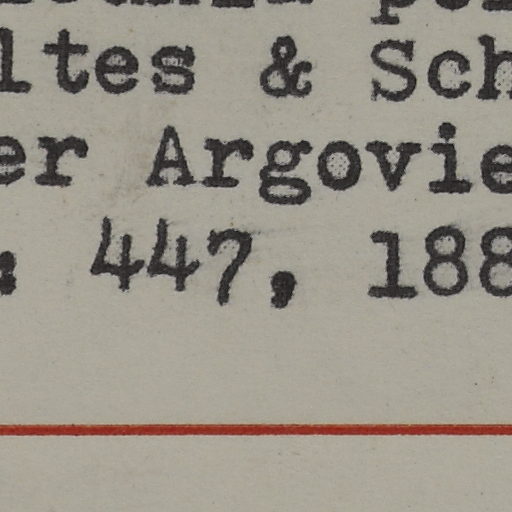 ltes & Sch
er Argovie
: 447, 188